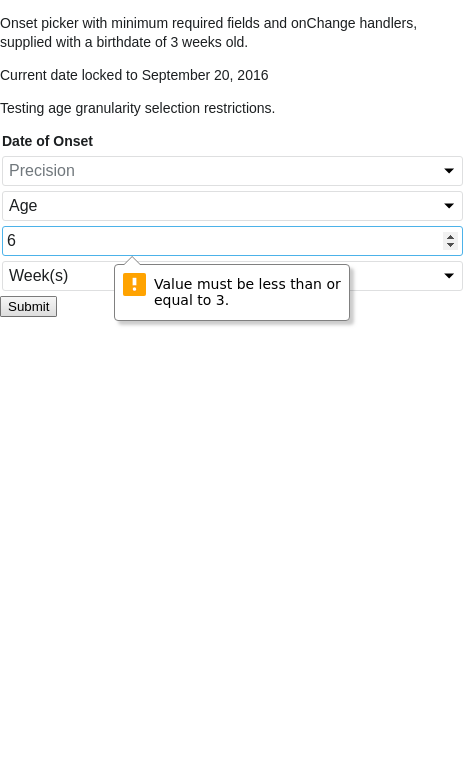 Onset picker with minimum required fields and onChange handlers,
supplied with a birthdate of 3 weeks old.
Current date locked to September 20, 2016
Testing age granularity selection restrictions.
Date of Onset
Precision
Age
6
Week(s)
Value must be less than or
equal to 3.
Submit